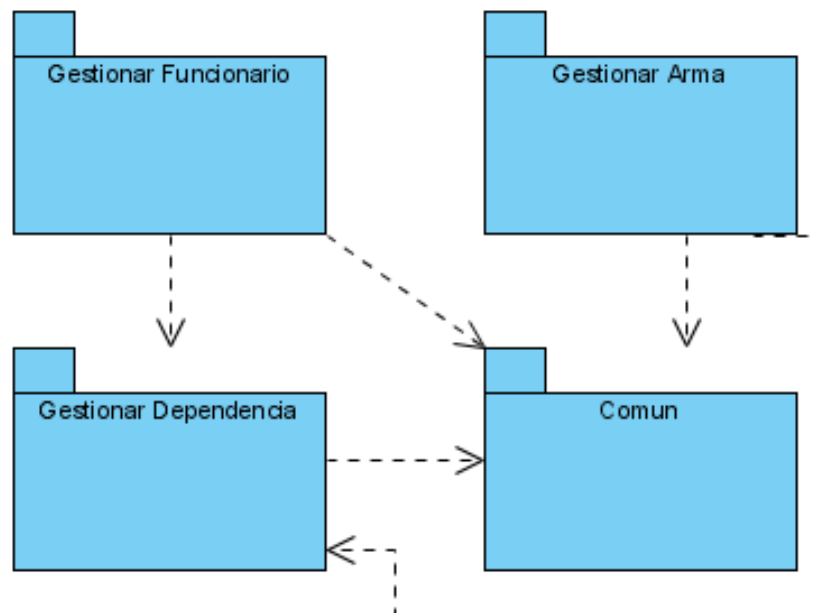 Gestionar Funcionario
Gestionar Arma
Gestionar Dependencia
Comun